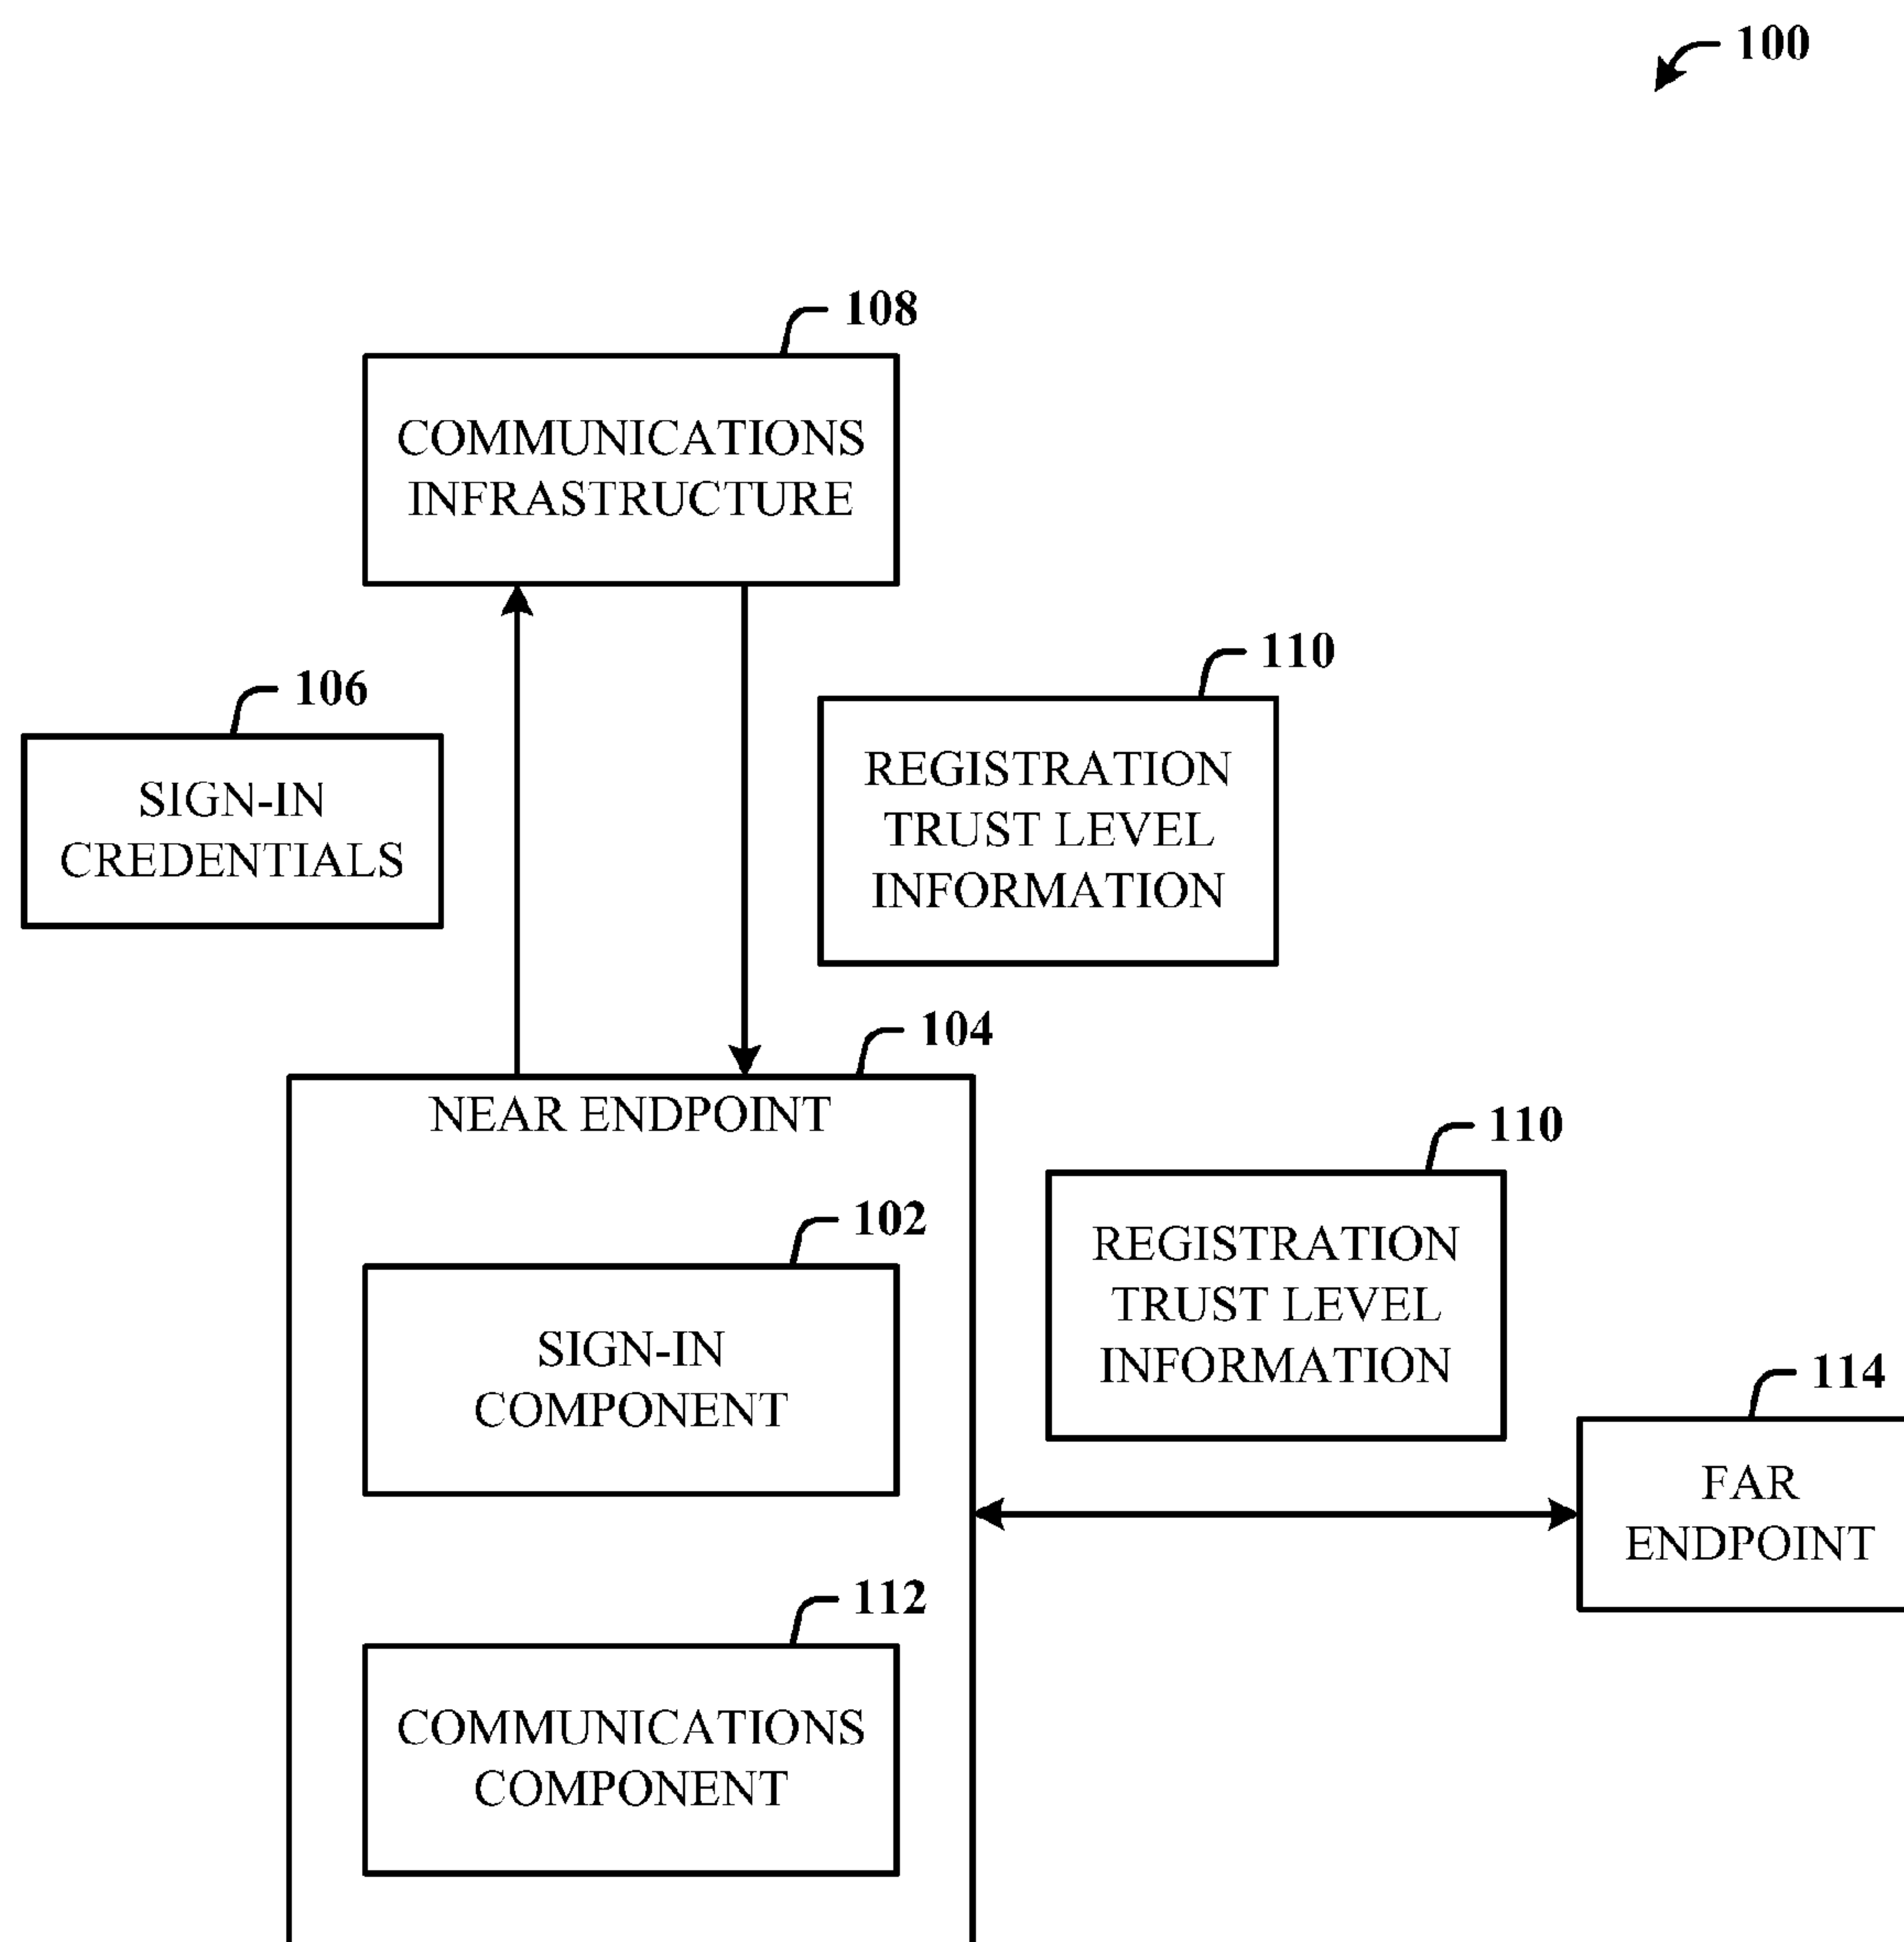 100
108
COMMUNICATIONS
INFRASTRUCTURE
110
106
REGISTRATION
TRUST LEVEL
INFORMATION
SIGN-IN
CREDENTIALS
104
NEAR ENDPOINT
110
102
REGISTRATION
TRUST LEVEL
INFORMATION
SIGN-IN
COMPONENT
114
FAR
ENDPOINT
112
COMMUNICATIONS
COMPONENT